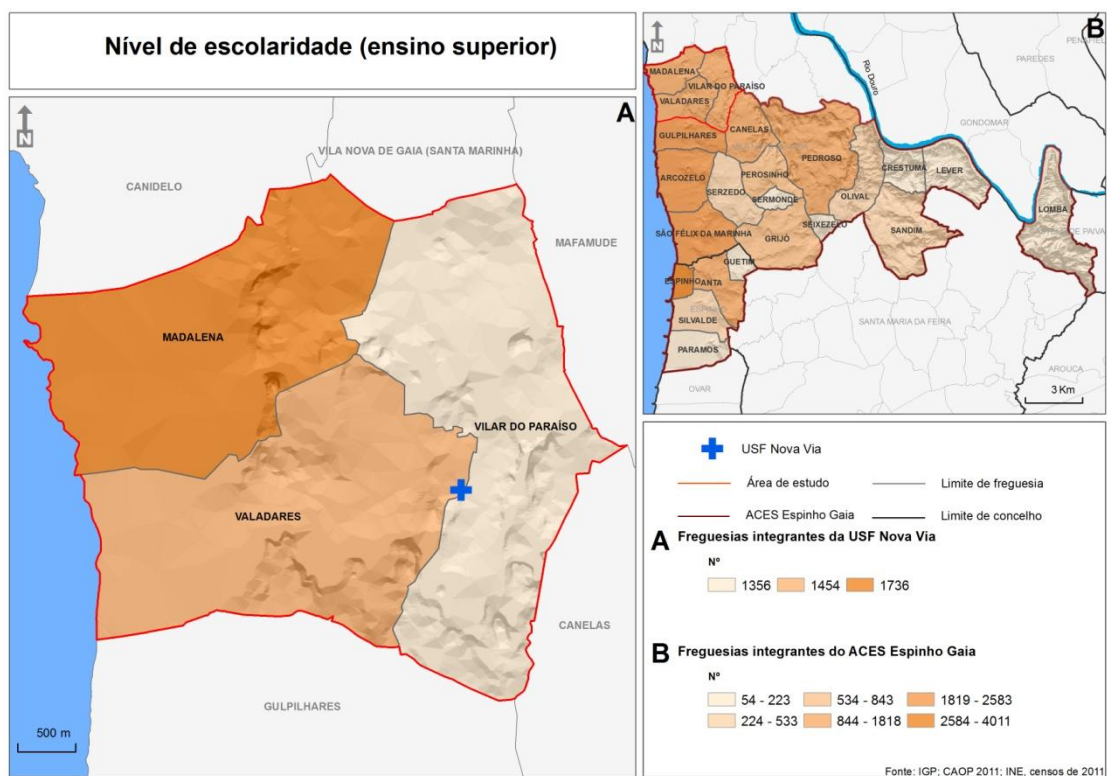 Nível de escolaridade (ensino superior)
A
N
VILA NOVA DE GAIA (SANTA MARINHA)
CANIDELO
MAFAMUDE
MADALENA
VILAR DO PARAÍSO
VALADARES
CANELAS
GULPILHARES
500 m
B
N
PENAFIEL
PAREDES
Rio Douro
MADALENA
VILAR DO PARAÍSO
VALADARES
GONDOMAR
GULPILHARES
CANELAS
PEDROSO
CRESTUMA
LEVER
ARCOZELO
PEROSINHO
SERZEDO
SERMONDE
OLIVAL
LOMBA
SEIXEZELO
SANDIM
SÃO FÉLIX DA MARINHA
GRIJÓ
GUETIM
ESPINHO
ANTA
SILVALDE
SANTA MARIA DA FEIRA
PARAMOS
AROUCA
OVAR
3 Km
USF Nova Via
Área de estudo
Limite de freguesia
ACES Espinho Gaia
Limite de concelho
A Freguesias integrantes da USF Nova Via
Nº
1356 1454 1736
B Freguesias integrantes do ACES Espinho Gaia
Nº
54 - 223 534 - 843 1819 - 2583
224 - 533 844 - 1818 2584 - 4011
Fonte: IGP; CAOP 2011; INE, censos de 2011